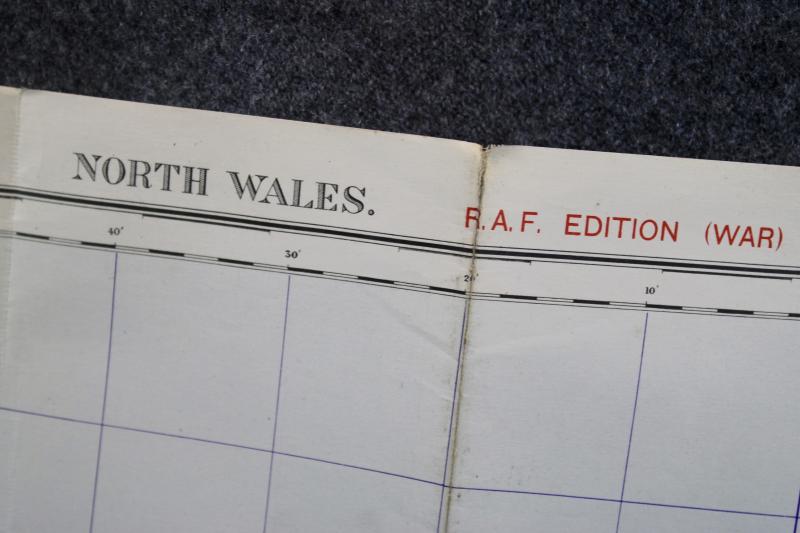 NORTH WALES.
R.A.F. EDITION (WAR)
40' 30' 20' 10'